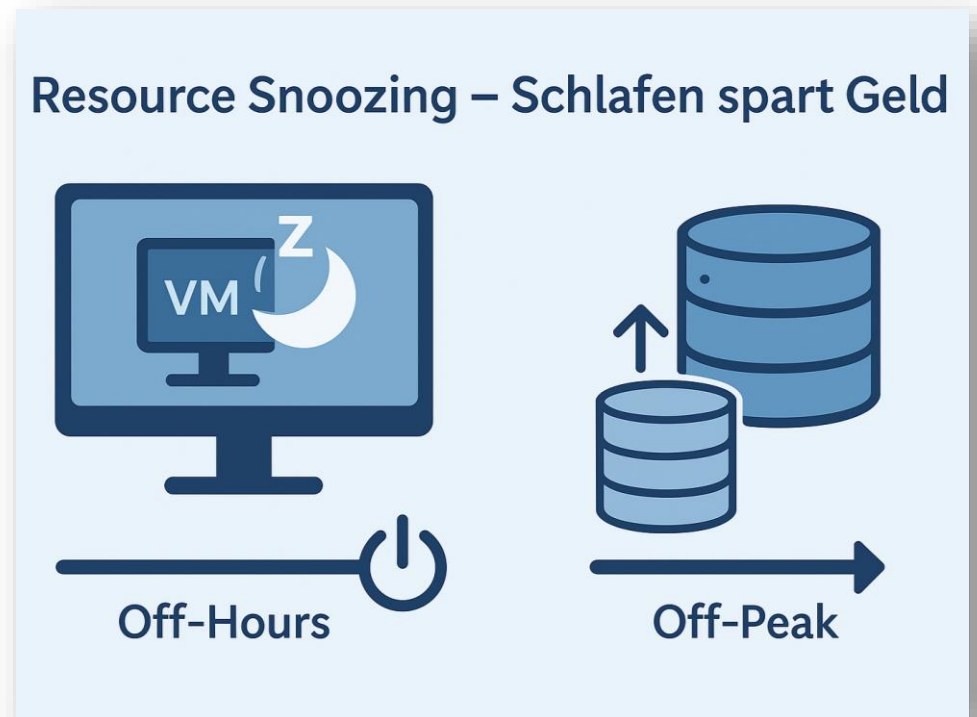 Resource Snoozing – Schlafen spart Geld
Z
VM
Off-Hours
Off-Peak